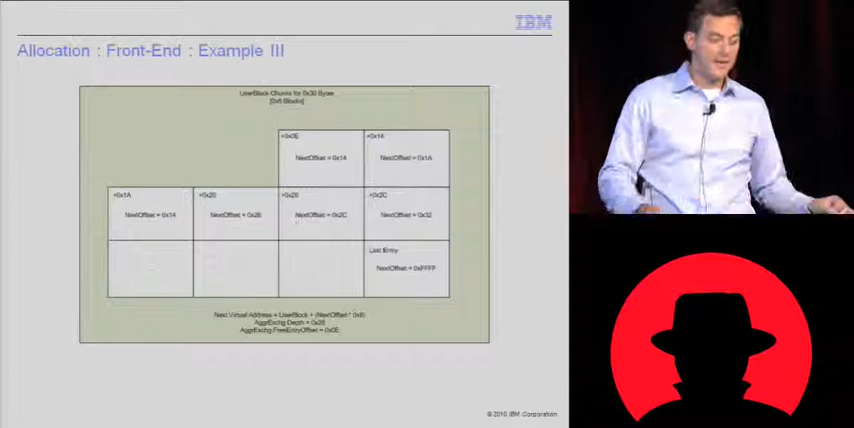 IBM
Allocation : Front-End : Example III
UserBlock Chunks for 0x30 Bytes
[0x6 Blocks]
+0x0E
NextOffset = 0x14
+0x14
NextOffset = 0x1A
+0x1A
NextOffset = 0x14
+0x20
NextOffset = 0x26
NextOffset = 0x2C
+0x2C
NextOffset = 0x32
Last Entry
NextOffset = 0xFFFF
Next Virtual Address = UserBlock + (NextOffset * 0x8)
AggrExchg.Depth = 0x28
AggrExchg.FreeEntryOffset = 0x0E
© 2010 IBM Corporation